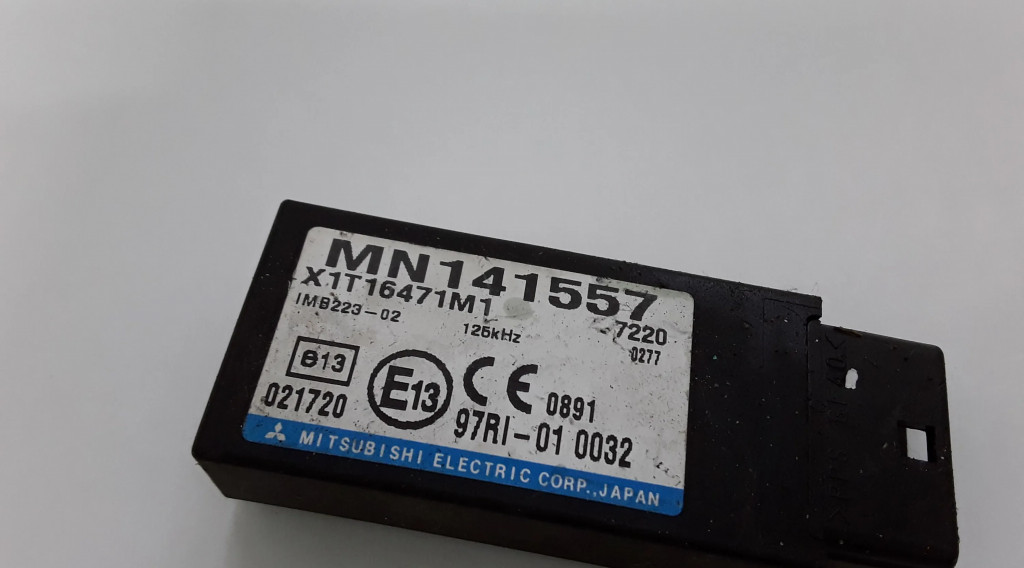 MN141557
X1T16471M1
7220
IMB223-02
125kHz
0277
e13
021720
E13
CE 0891
97RI-01 0032
MITSUBISHI ELECTRIC CORP.,JAPAN